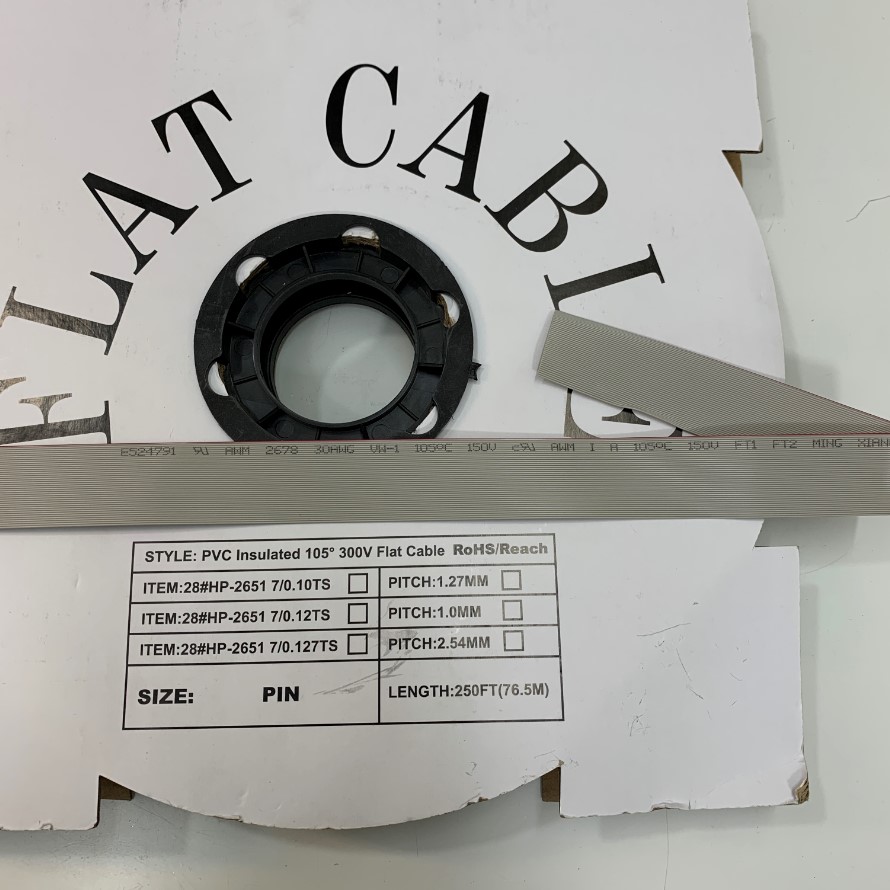 FLAT CABLE
E524791 AWM 2678 30AWG VW-1 105ºC 150V AWM I A 105ºC 150V FT1 FT2 MING XIAN
STYLE: PVC Insulated 105° 300V Flat Cable RoHS/Reach
ITEM:28#HP-2651 7/0.10TS PITCH:1.27MM
ITEM:28#HP-2651 7/0.12TS PITCH:1.0MM
ITEM:28#HP-2651 7/0.127TS PITCH:2.54MM
SIZE: PIN LENGTH:250FT(76.5M)